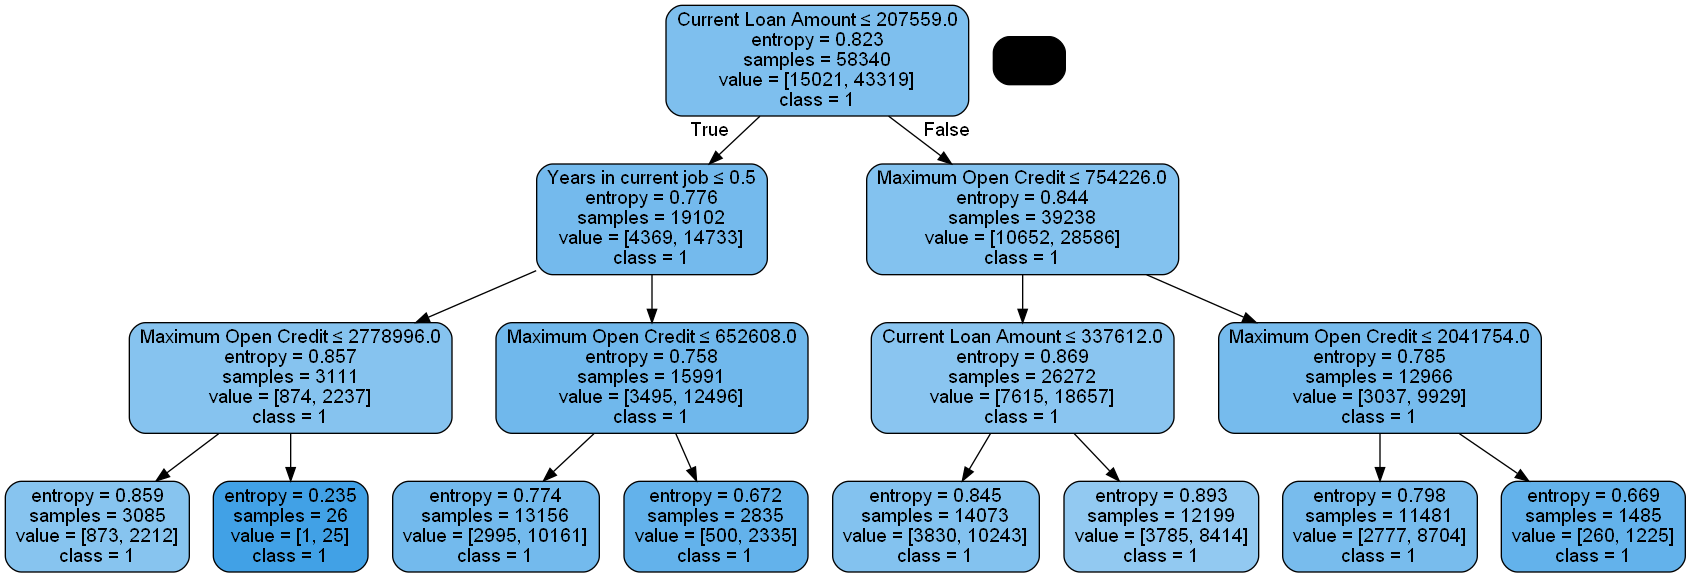 Current Loan Amount ≤ 207559.0
entropy = 0.823
samples = 58340
value = [15021, 43319]
class = 1
True
False
Years in current job ≤ 0.5
entropy = 0.776
samples = 19102
value = [4369, 14733]
class = 1
Maximum Open Credit ≤ 754226.0
entropy = 0.844
samples = 39238
value = [10652, 28586]
class = 1
Maximum Open Credit ≤ 2778996.0
entropy = 0.857
samples = 3111
value = [874, 2237]
class = 1
Maximum Open Credit ≤ 652608.0
entropy = 0.758
samples = 15991
value = [3495, 12496]
class = 1
Current Loan Amount ≤ 337612.0
entropy = 0.869
samples = 26272
value = [7615, 18657]
class = 1
Maximum Open Credit ≤ 2041754.0
entropy = 0.785
samples = 12966
value = [3037, 9929]
class = 1
entropy = 0.859
samples = 3085
value = [873, 2212]
class = 1
entropy = 0.235
samples = 26
value = [1, 25]
class = 1
entropy = 0.774
samples = 13156
value = [2995, 10161]
class = 1
entropy = 0.672
samples = 2835
value = [500, 2335]
class = 1
entropy = 0.845
samples = 14073
value = [3830, 10243]
class = 1
entropy = 0.893
samples = 12199
value = [3785, 8414]
class = 1
entropy = 0.798
samples = 11481
value = [2777, 8704]
class = 1
entropy = 0.669
samples = 1485
value = [260, 1225]
class = 1